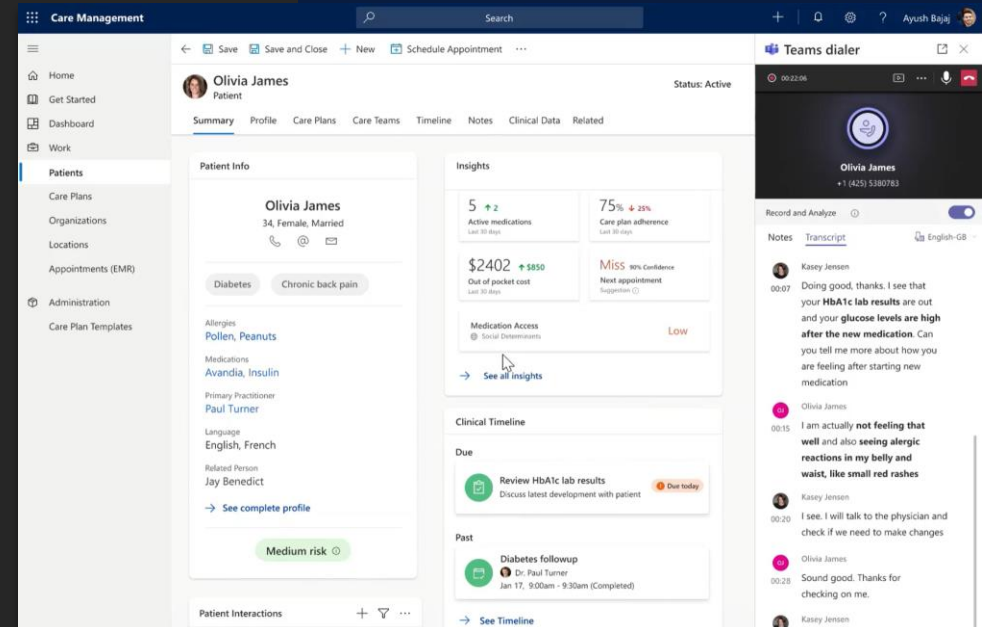 Care Management
Search
Ayush Bajaj
Save
Save and Close
New
Schedule Appointment
Home
Get Started
Dashboard
Work
Patients
Care Plans
Organizations
Locations
Appointments (EMR)
Administration
Care Plan Templates
Olivia James
Patient
Status: Active
Summary
Profile
Care Plans
Care Teams
Timeline
Notes
Clinical Data
Related
Patient Info
Olivia James
34, Female, Married
Diabetes
Chronic back pain
Allergies
Pollen, Peanuts
Medications
Avandia, Insulin
Primary Practitioner
Paul Turner
Language
English, French
Related Person
Jay Benedict
See complete profile
Medium risk
Patient Interactions
Insights
5 2
Active medications
Last 30 days
75% 25%
Care plan adherence
Last 30 days
$2402 $850
Out of pocket cost
Last 30 days
Miss 90% Confidence
Next appointment
Suggestion
Medication Access
Social Determinants
Low
See all insights
Clinical Timeline
Due
Review HbA1c lab results
Discuss latest development with patient
Due today
Past
Diabetes followup
Dr. Paul Turner
Jan 17, 9:00am - 9:30am (Completed)
See Timeline
Teams dialer
00:22:06
Olivia James
+1 (425) 5380783
Record and Analyze
Notes
Transcript
English-GB
Kasey Jensen
00:07
Doing good, thanks. I see that
your HbA1c lab results are out
and your glucose levels are high
after the new medication. Can
you tell me more about how you
are feeling after starting new
medication
OJ
Olivia James
00:15
I am actually not feeling that
well and also seeing alergic
reactions in my belly and
waist, like small red rashes
Kasey Jensen
00:20
I see. I will talk to the physician and
check if we need to make changes
OJ
Olivia James
00:28
Sound good. Thanks for
checking on me.
Kasey Jensen